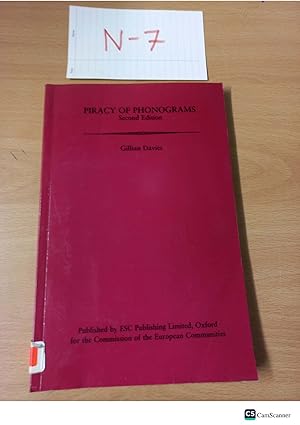 N-7
PIRACY OF PHONOGRAMS
Second Edition
Gillian Davies
Published by ESC Publishing Limited, Oxford
for the Commission of the European Communities
CS CamScanner